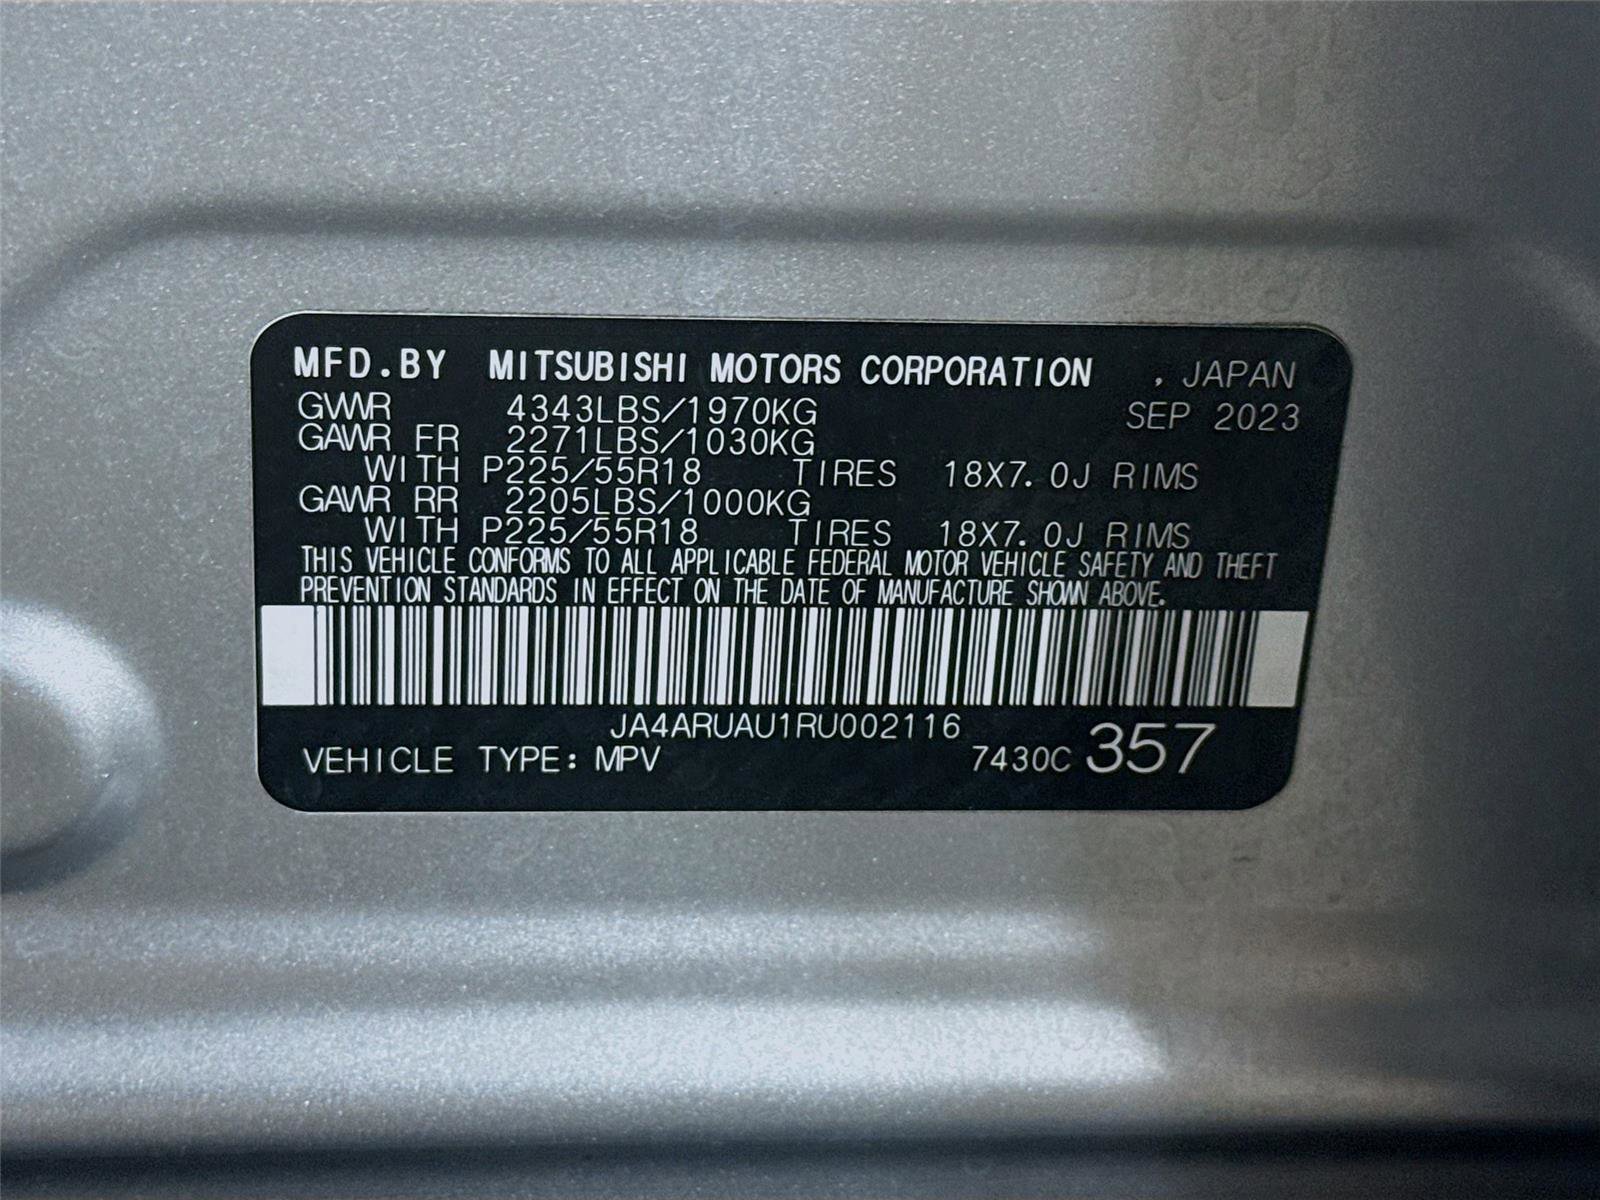 MFD.BY MITSUBISHI MOTORS CORPORATION , JAPAN
GVWR 4343LBS/1970KG SEP 2023
GAWR FR 2271LBS/1030KG
WITH P225/55R18 TIRES 18X7.0J RIMS
GAWR RR 2205LBS/1000KG
WITH P225/55R18 TIRES 18X7.0J RIMS
THIS VEHICLE CONFORMS TO ALL APPLICABLE FEDERAL MOTOR VEHICLE SAFETY AND THEFT
PREVENTION STANDARDS IN EFFECT ON THE DATE OF MANUFACTURE SHOWN ABOVE.
JA4ARUAU1RU002116
VEHICLE TYPE: MPV 7430C 357